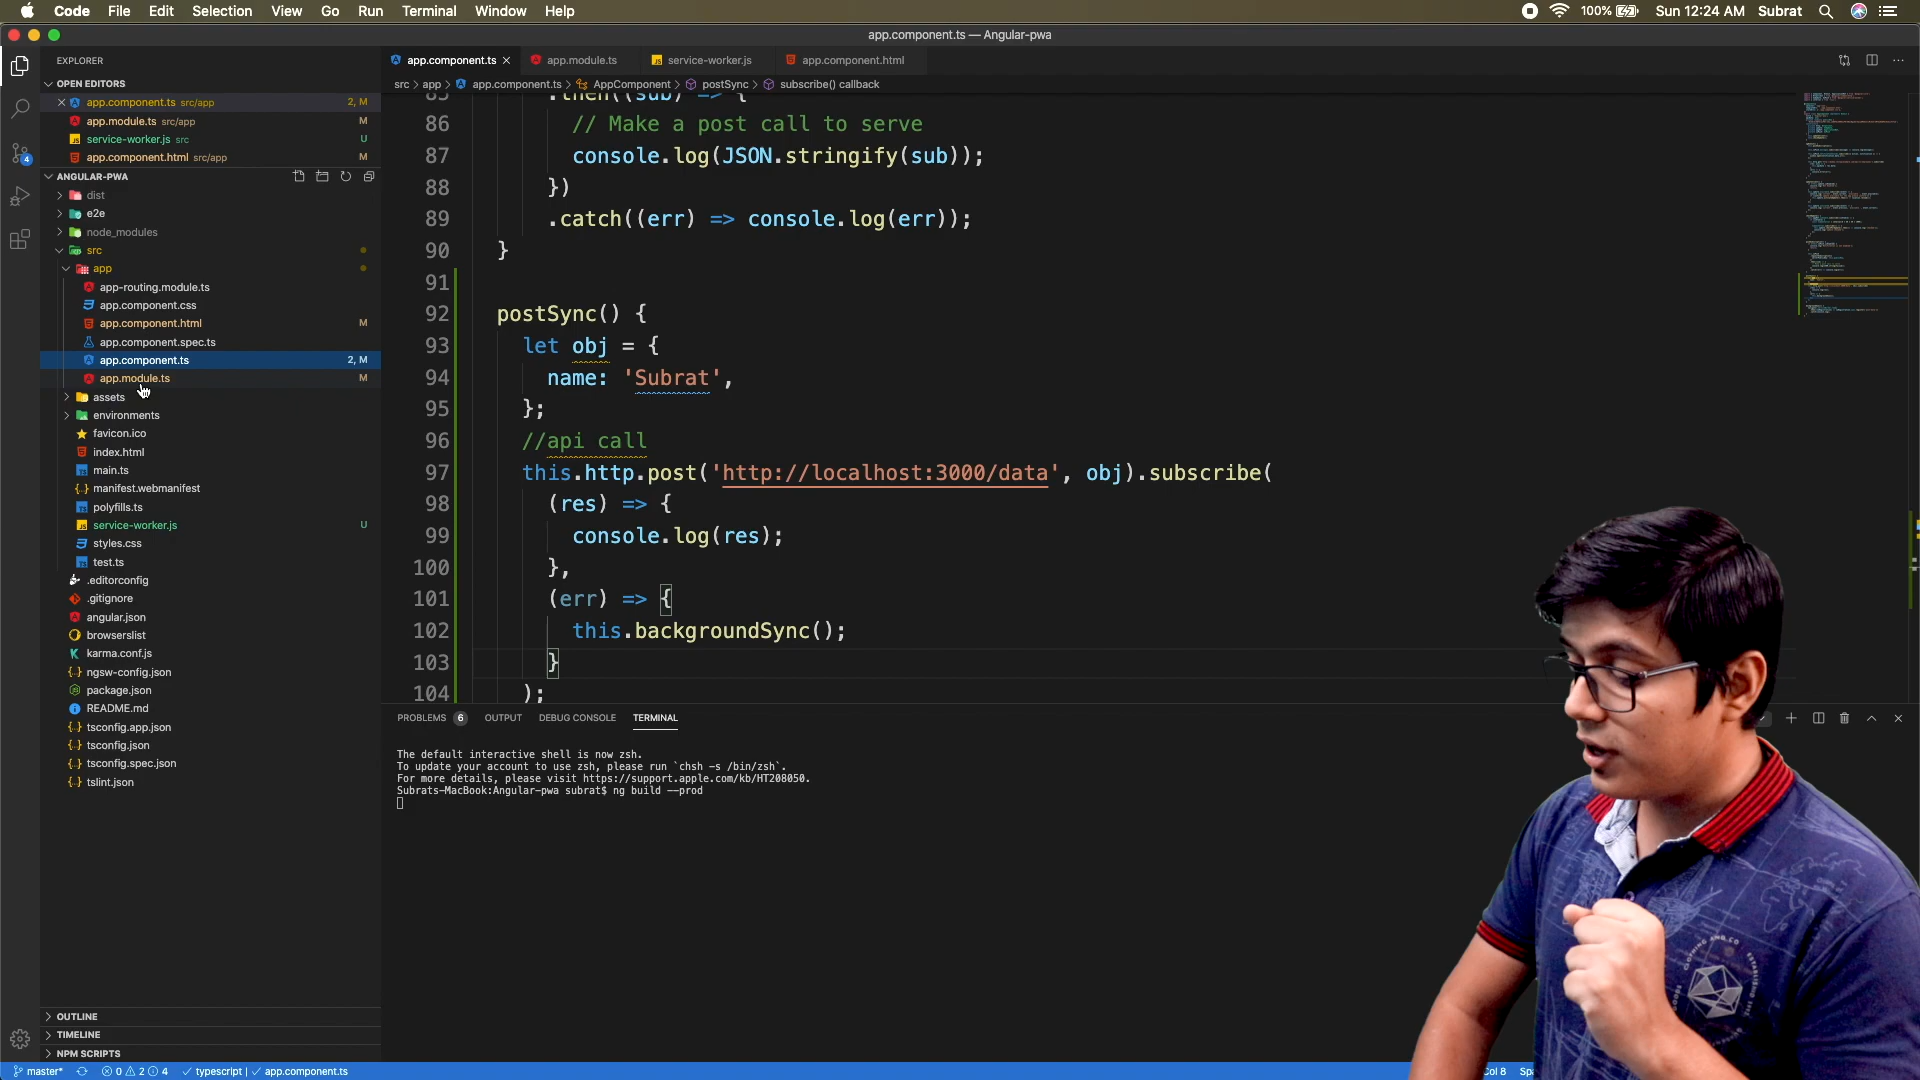 Code File Edit Selection View Go Run Terminal Window Help
100% Sun 12:24 AM Subrat
app.component.ts — Angular-pwa
EXPLORER
OPEN EDITORS
app.component.ts src/app 2, M
app.module.ts src/app M
service-worker.js src U
app.component.html src/app M
ANGULAR-PWA
dist
e2e
node_modules
src
app
app-routing.module.ts
app.component.css
app.component.html M
app.component.spec.ts
app.component.ts 2, M
app.module.ts M
assets
environments
favicon.ico
index.html
main.ts
manifest.webmanifest
polyfills.ts
service-worker.js U
styles.css
test.ts
.editorconfig
.gitignore
angular.json
browserslist
karma.conf.js
ngsw-config.json
package.json
README.md
tsconfig.app.json
tsconfig.json
tsconfig.spec.json
tslint.json
OUTLINE
TIMELINE
NPM SCRIPTS
4
app.component.ts app.module.ts service-worker.js app.component.html
src > app > app.component.ts > AppComponent > postSync > subscribe() callback
85 .then((sub) => {
86 // Make a post call to serve
87 console.log(JSON.stringify(sub));
88 })
89 .catch((err) => console.log(err));
90 }
91
92 postSync() {
93 let obj = {
94 name: 'Subrat',
95 };
96 //api call
97 this.http.post('http://localhost:3000/data', obj).subscribe(
98 (res) => {
99 console.log(res);
100 },
101 (err) => {
102 this.backgroundSync();
103 }
104 );
PROBLEMS 6 OUTPUT DEBUG CONSOLE TERMINAL
The default interactive shell is now zsh.
To update your account to use zsh, please run `chsh -s /bin/zsh`.
For more details, please visit https://support.apple.com/kb/HT208050.
Subrats-MacBook:Angular-pwa subrat$ ng build --prod
master* 0 2 4 typescript | app.component.ts
Col 8